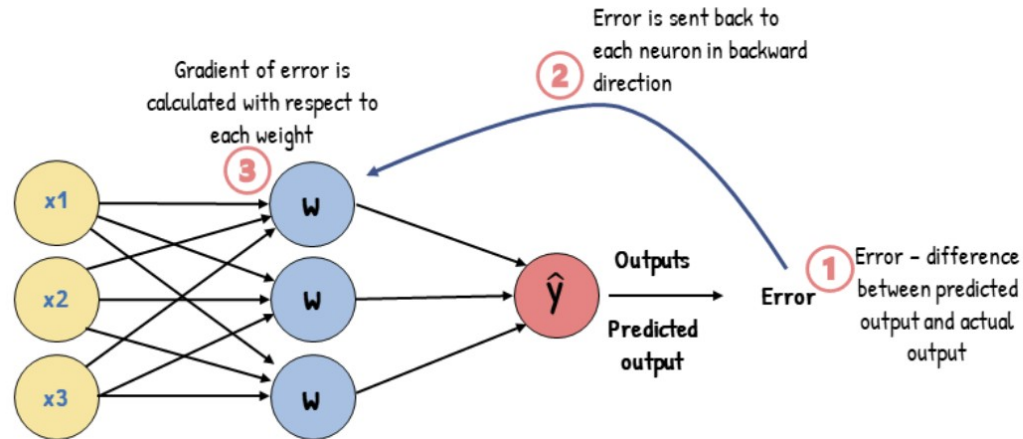 Error is sent back to
each neuron in backward
direction
2
Gradient of error is
calculated with respect to
each weight
3
x1
w
x2
w
x3
w
ŷ
Outputs
Predicted
output
Error
1
Error – difference
between predicted
output and actual
output